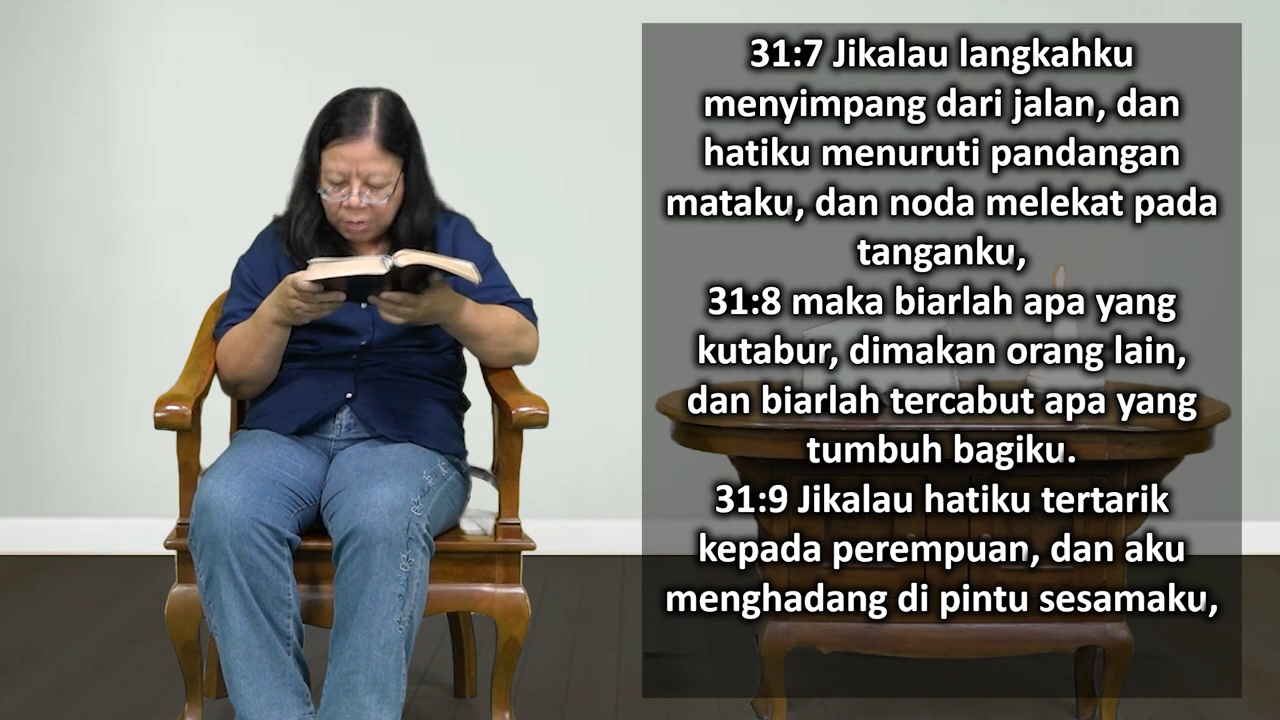 31:7 Jikalau langkahku
menyimpang dari jalan, dan
hatiku menuruti pandangan
mataku, dan noda melekat pada
tanganku,
31:8 maka biarlah apa yang
kutabur, dimakan orang lain,
dan biarlah tercabut apa yang
tumbuh bagiku.
31:9 Jikalau hatiku tertarik
kepada perempuan, dan aku
menghadang di pintu sesamaku,